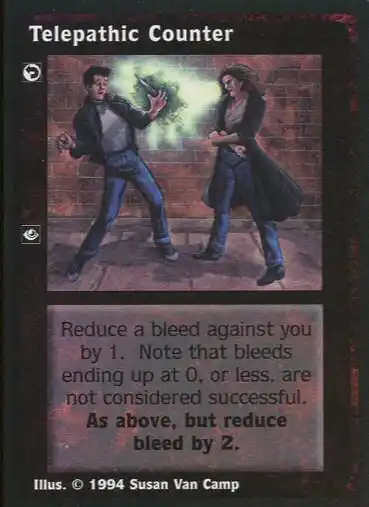 Telepathic Counter
Reduce a bleed against you
by 1. Note that bleeds
ending up at 0, or less, are
not considered successful.
As above, but reduce
bleed by 2.
Illus. © 1994 Susan Van Camp